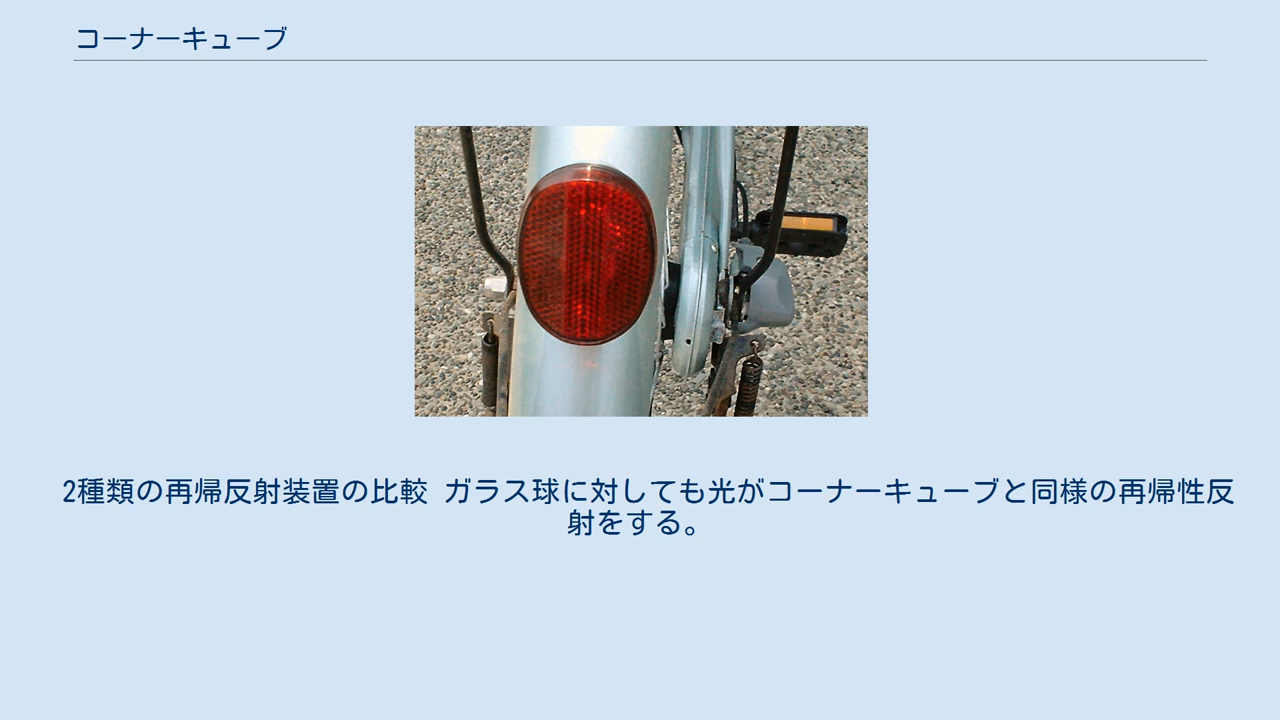 コーナーキューブ
2種類の再帰反射装置の比較 ガラス球に対しても光がコーナーキューブと同様の再帰性反
射をする。